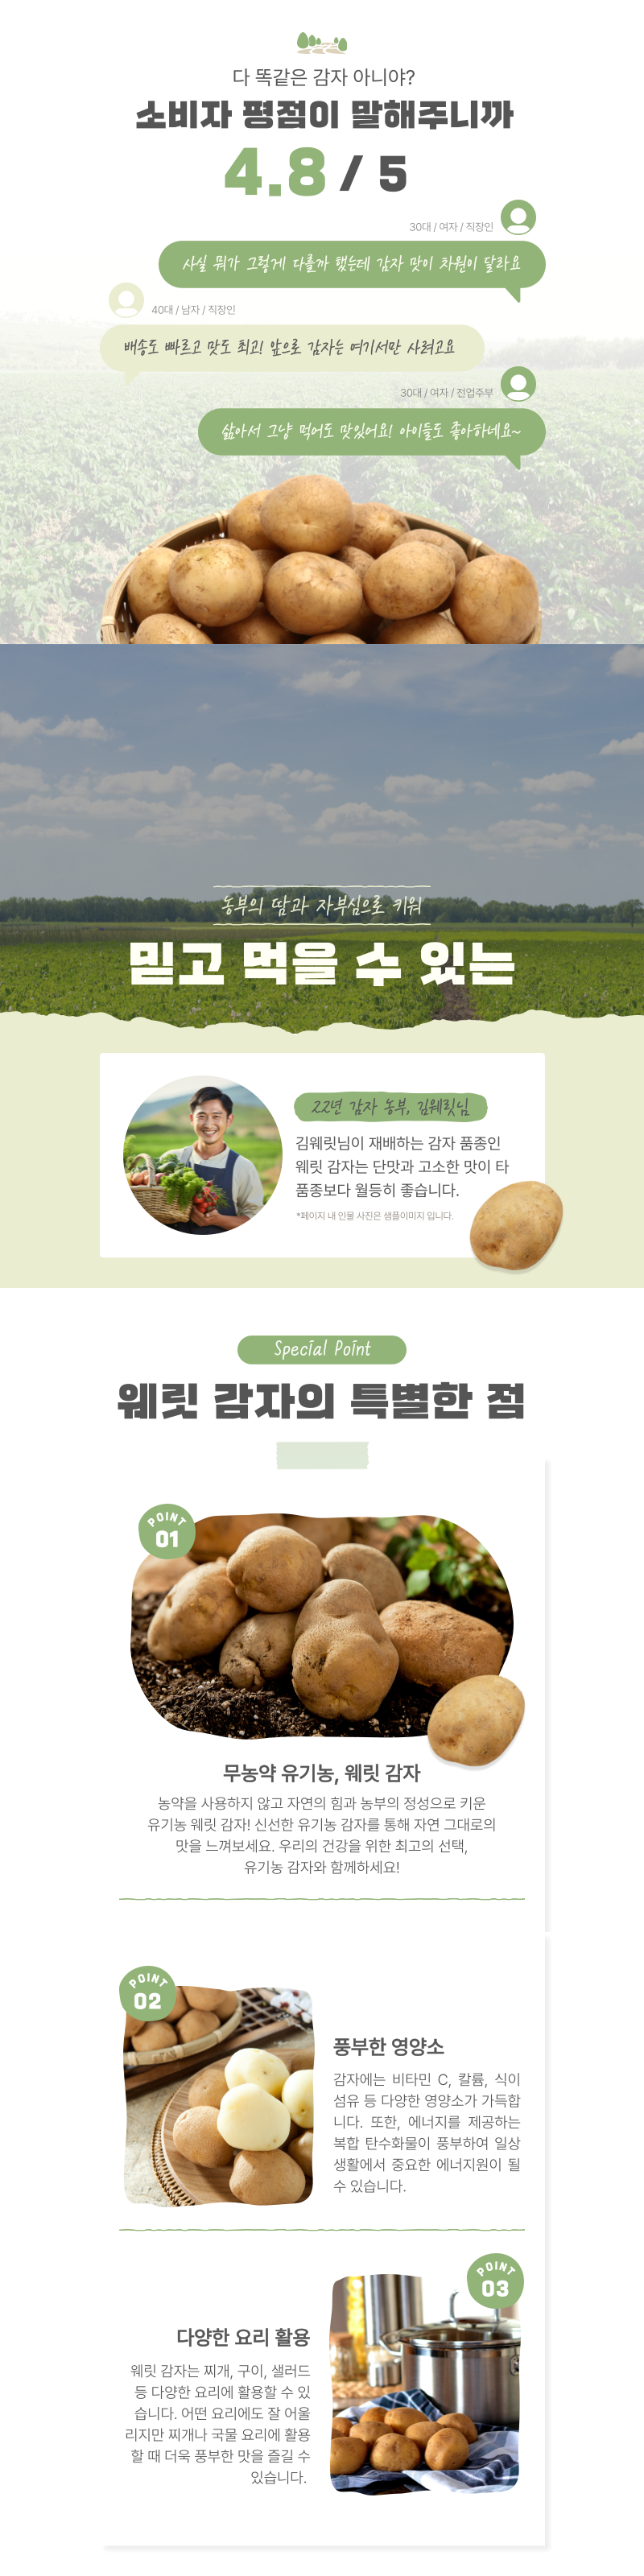 다 똑같은 감자 아니야?
소비자 평점이 말해주니까
4.8 / 5
30대 / 여자 / 직장인
사실 뭐가 그렇게 다를까 했는데 감자 맛이 차원이 달라요
40대 / 남자 / 직장인
배송도 빠르고 맛도 최고! 앞으로 감자는 여기서만 사려고요
30대 / 여자 / 전업주부
삶아서 그냥 먹어도 맛있어요! 아이들도 좋아하네요~
농부의 땀과 자부심으로 키워
믿고 먹을 수 있는
22년 감자 농부, 김웨릿님
김웨릿님이 재배하는 감자 품종인
웨릿 감자는 단맛과 고소한 맛이 타
품종보다 월등히 좋습니다.
*페이지 내 인물 사진은 샘플이미지 입니다.
Special Point
웨릿 감자의 특별한 점
POINT
01
무농약 유기농, 웨릿 감자
농약을 사용하지 않고 자연의 힘과 농부의 정성으로 키운
유기농 웨릿 감자! 신선한 유기농 감자를 통해 자연 그대로의
맛을 느껴보세요. 우리의 건강을 위한 최고의 선택,
유기농 감자와 함께하세요!
POINT
02
풍부한 영양소
감자에는 비타민 C, 칼륨, 식이
섬유 등 다양한 영양소가 가득합
니다. 또한, 에너지를 제공하는
복합 탄수화물이 풍부하여 일상
생활에서 중요한 에너지원이 될
수 있습니다.
POINT
03
다양한 요리 활용
웨릿 감자는 찌개, 구이, 샐러드
등 다양한 요리에 활용할 수 있
습니다. 어떤 요리에도 잘 어울
리지만 찌개나 국물 요리에 활용
할 때 더욱 풍부한 맛을 즐길 수
있습니다.